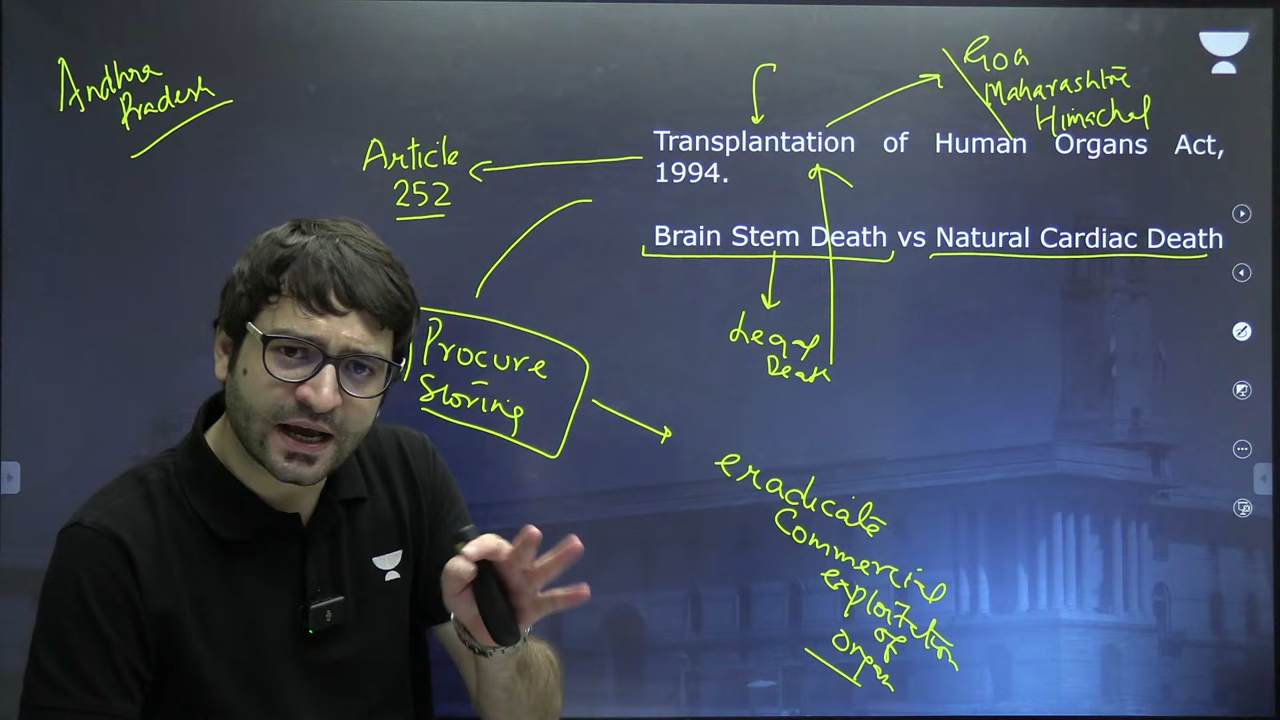 Andhra
Pradesh
Goa
Maharashtra
Himachal
Article
252
Transplantation of Human Organs Act,
1994.
Brain Stem Death vs Natural Cardiac Death
Legal
Death
Procure
Storing
eradicate
Commercial
exploitation
of
organ